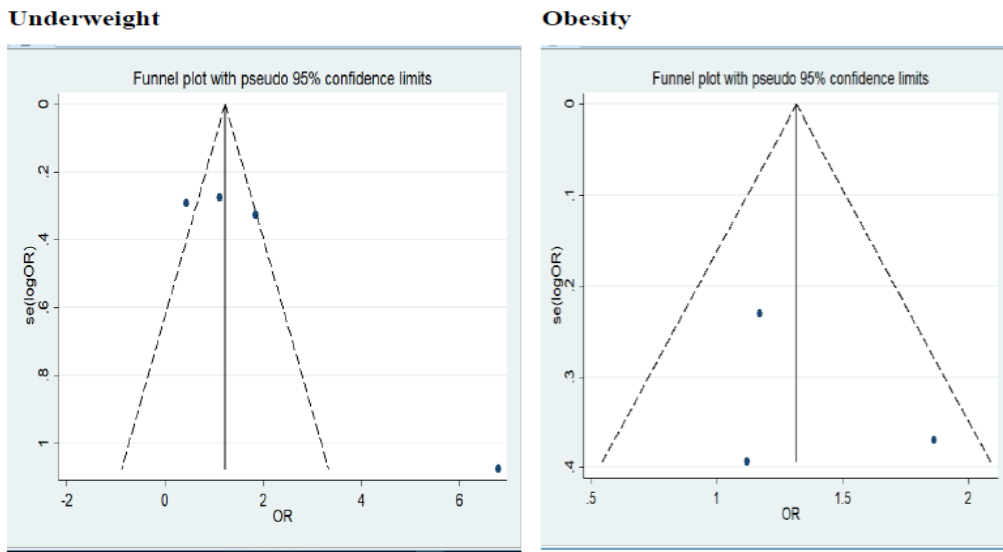 Underweight
Funnel plot with pseudo 95% confidence limits
se(logOR)
0
.2
.4
.6
.8
1
-2
0
2
4
6
OR
Obesity
Funnel plot with pseudo 95% confidence limits
se(logOR)
0
.1
.2
.3
.4
.5
1
1.5
2
OR